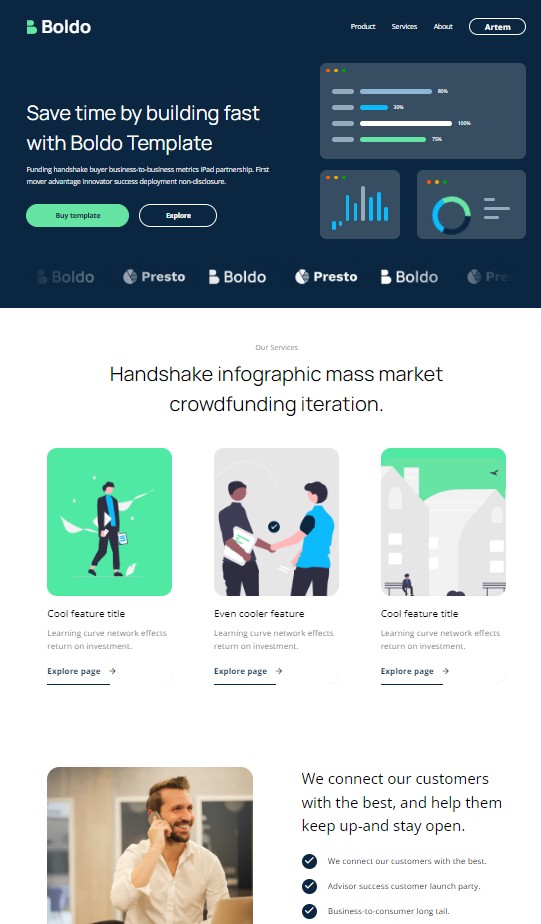 Boldo
Product Services About Artem
80%
30%
100%
75%
Save time by building fast
with Boldo Template
Funding handshake buyer business-to-business metrics iPad partnership. First
mover advantage innovator success deployment non-disclosure.
Buy template Explore
Boldo Presto Boldo Presto Boldo Pres
Our Services
Handshake infographic mass market
crowdfunding iteration.
Cool feature title
Learning curve network effects
return on investment.
Explore page →
Even cooler feature
Learning curve network effects
return on investment.
Explore page →
Cool feature title
Learning curve network effects
return on investment.
Explore page →
We connect our customers
with the best, and help them
keep up-and stay open.
We connect our customers with the best.
Advisor success customer launch party.
Business-to-consumer long tail.